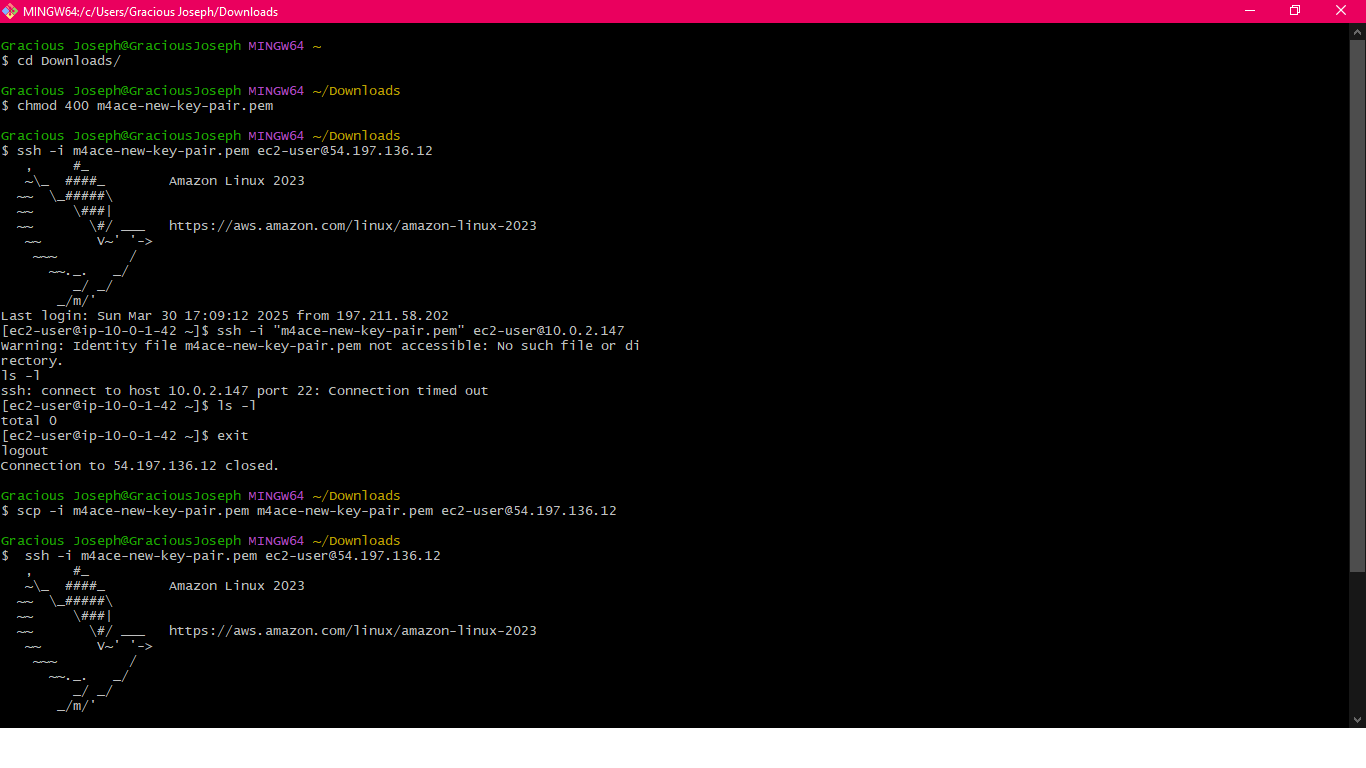 MINGW64:/c/Users/Gracious Joseph/Downloads
Gracious Joseph@GraciousJoseph MINGW64 ~
$ cd Downloads/
Gracious Joseph@GraciousJoseph MINGW64 ~/Downloads
$ chmod 400 m4ace-new-key-pair.pem
Gracious Joseph@GraciousJoseph MINGW64 ~/Downloads
$ ssh -i m4ace-new-key-pair.pem ec2-user@54.197.136.12
   ,     #_
   ~\_  ####_        Amazon Linux 2023
  ~~  \_#####\
  ~~     \###|
  ~~       \#/ ___   https://aws.amazon.com/linux/amazon-linux-2023
   ~~       V~' '->
    ~~~         /
      ~~._.   _/
         _/ _/
       _/m/'
Last login: Sun Mar 30 17:09:12 2025 from 197.211.58.202
[ec2-user@ip-10-0-1-42 ~]$ ssh -i "m4ace-new-key-pair.pem" ec2-user@10.0.2.147
Warning: Identity file m4ace-new-key-pair.pem not accessible: No such file or di
rectory.
ls -l
ssh: connect to host 10.0.2.147 port 22: Connection timed out
[ec2-user@ip-10-0-1-42 ~]$ ls -l
total 0
[ec2-user@ip-10-0-1-42 ~]$ exit
logout
Connection to 54.197.136.12 closed.
Gracious Joseph@GraciousJoseph MINGW64 ~/Downloads
$ scp -i m4ace-new-key-pair.pem m4ace-new-key-pair.pem ec2-user@54.197.136.12
Gracious Joseph@GraciousJoseph MINGW64 ~/Downloads
$  ssh -i m4ace-new-key-pair.pem ec2-user@54.197.136.12
   ,     #_
   ~\_  ####_        Amazon Linux 2023
  ~~  \_#####\
  ~~     \###|
  ~~       \#/ ___   https://aws.amazon.com/linux/amazon-linux-2023
   ~~       V~' '->
    ~~~         /
      ~~._.   _/
         _/ _/
       _/m/'